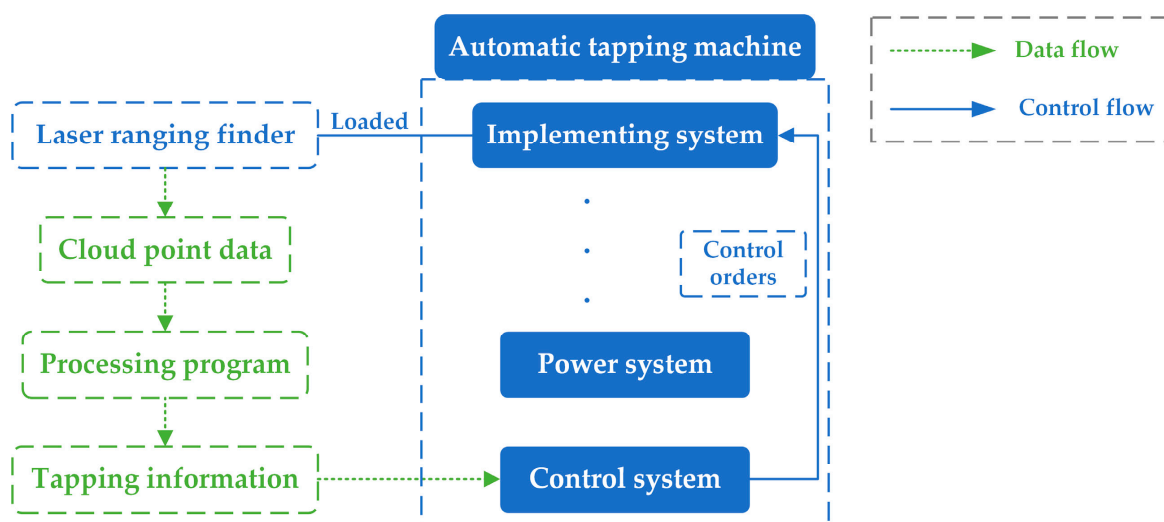 Automatic tapping machine
Data flow
Control flow
Laser ranging finder
Loaded
Implementing system
Cloud point data
Control
orders
Processing program
Power system
Tapping information
Control system